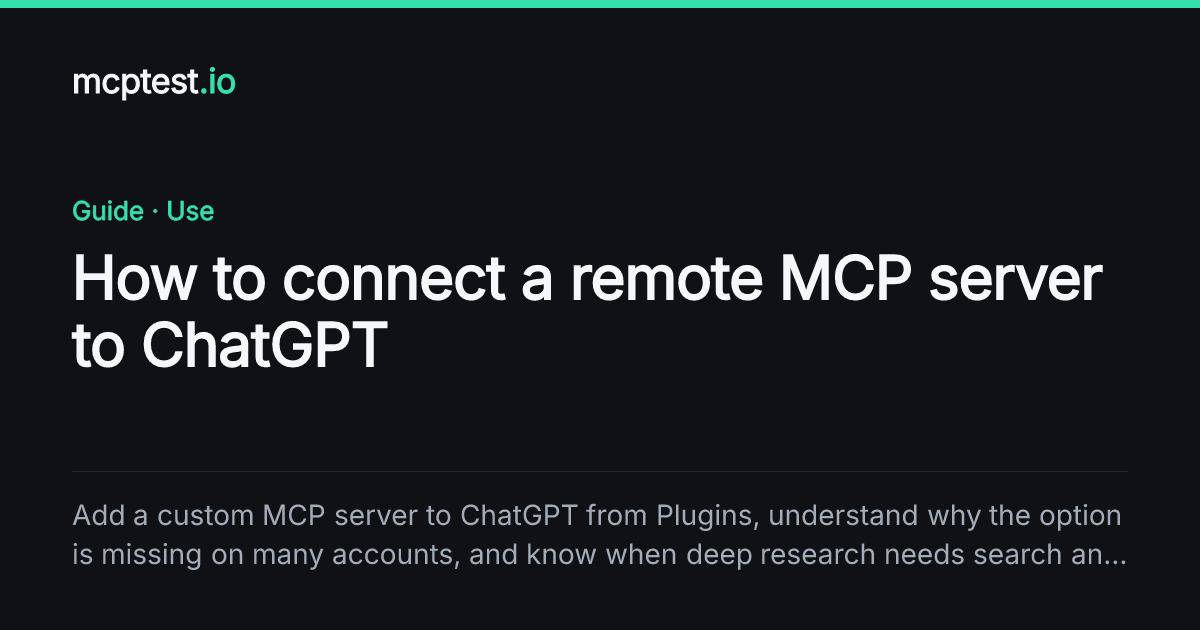 mcptest.io
Guide · Use
How to connect a remote MCP server
to ChatGPT
Add a custom MCP server to ChatGPT from Plugins, understand why the option
is missing on many accounts, and know when deep research needs search an...